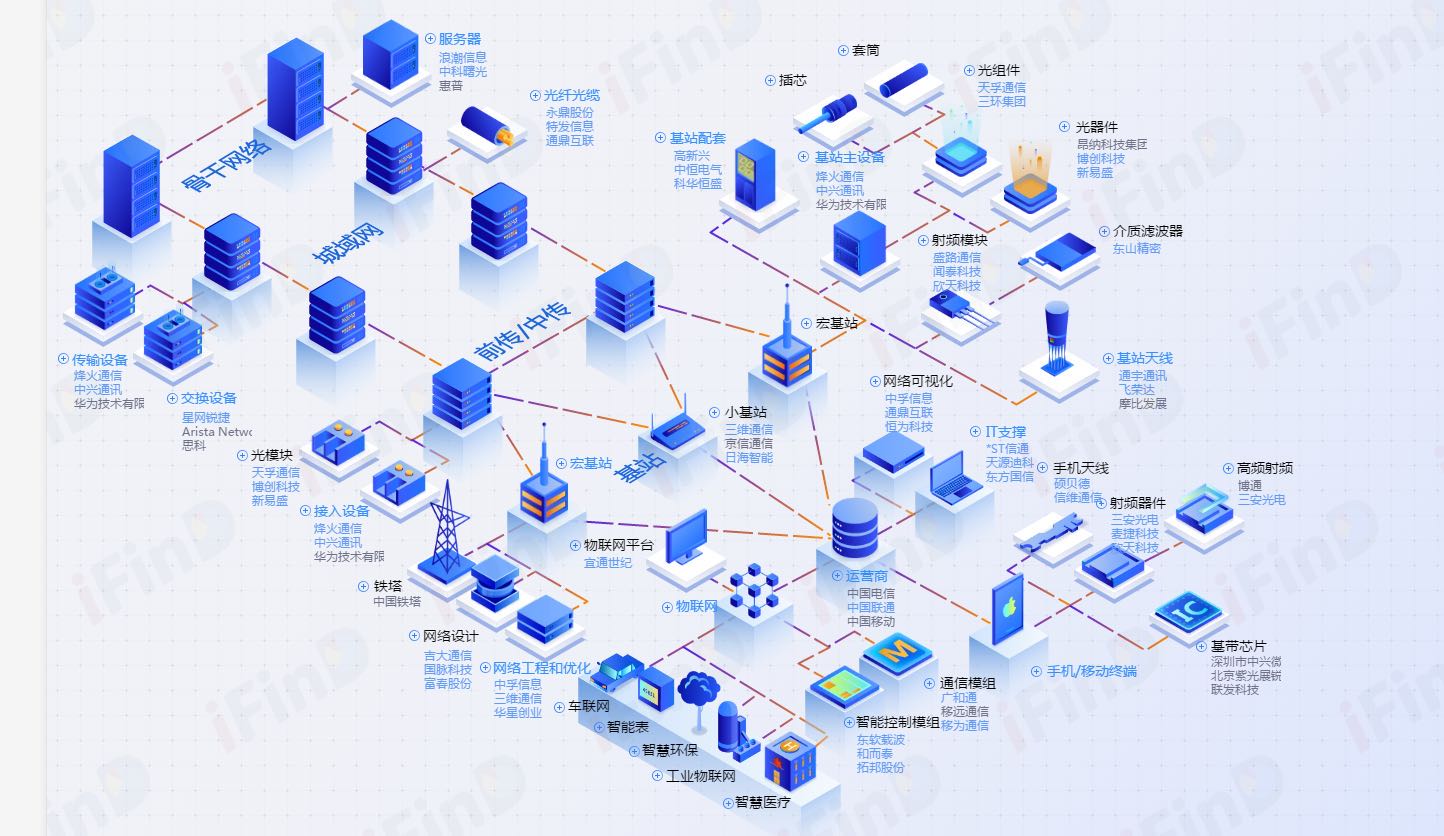 服务器
浪潮信息
中科曙光
惠普
光纤光缆
永鼎股份
特发信息
通鼎互联
骨干网络
城域网
前传/中传
基站
套筒
插芯
光组件
天孚通信
三环集团
光器件
昂纳科技集团
博创科技
新易盛
基站配套
高新兴
中恒电气
科华恒盛
基站主设备
烽火通信
中兴通讯
华为技术有限
射频模块
盛路通信
闻泰科技
欣天科技
介质滤波器
东山精密
宏基站
基站天线
通宇通讯
飞荣达
摩比发展
传输设备
烽火通信
中兴通讯
华为技术有限
交换设备
星网锐捷
Arista Netwo
思科
光模块
天孚通信
博创科技
新易盛
接入设备
烽火通信
中兴通讯
华为技术有限
小基站
三维通信
京信通信
日海智能
网络可视化
中孚信息
通鼎互联
恒为科技
IT支撑
*ST信通
天源迪科
东方国信
宏基站
手机天线
硕贝德
信维通信
高频射频
博通
三安光电
射频器件
三安光电
麦捷科技
欣天科技
铁塔
中国铁塔
物联网平台
宜通世纪
运营商
中国电信
中国联通
中国移动
物联网
网络设计
吉大通信
国脉科技
富春股份
网络工程和优化
中孚信息
三维通信
华星创业
基带芯片
深圳市中兴微
北京紫光展锐
联发科技
IC
手机/移动终端
M
通信模组
广和通
移远通信
移为通信
智能控制模组
东软载波
和而泰
拓邦股份
车联网
智能表
智慧环保
工业物联网
智慧医疗
H
iFinD